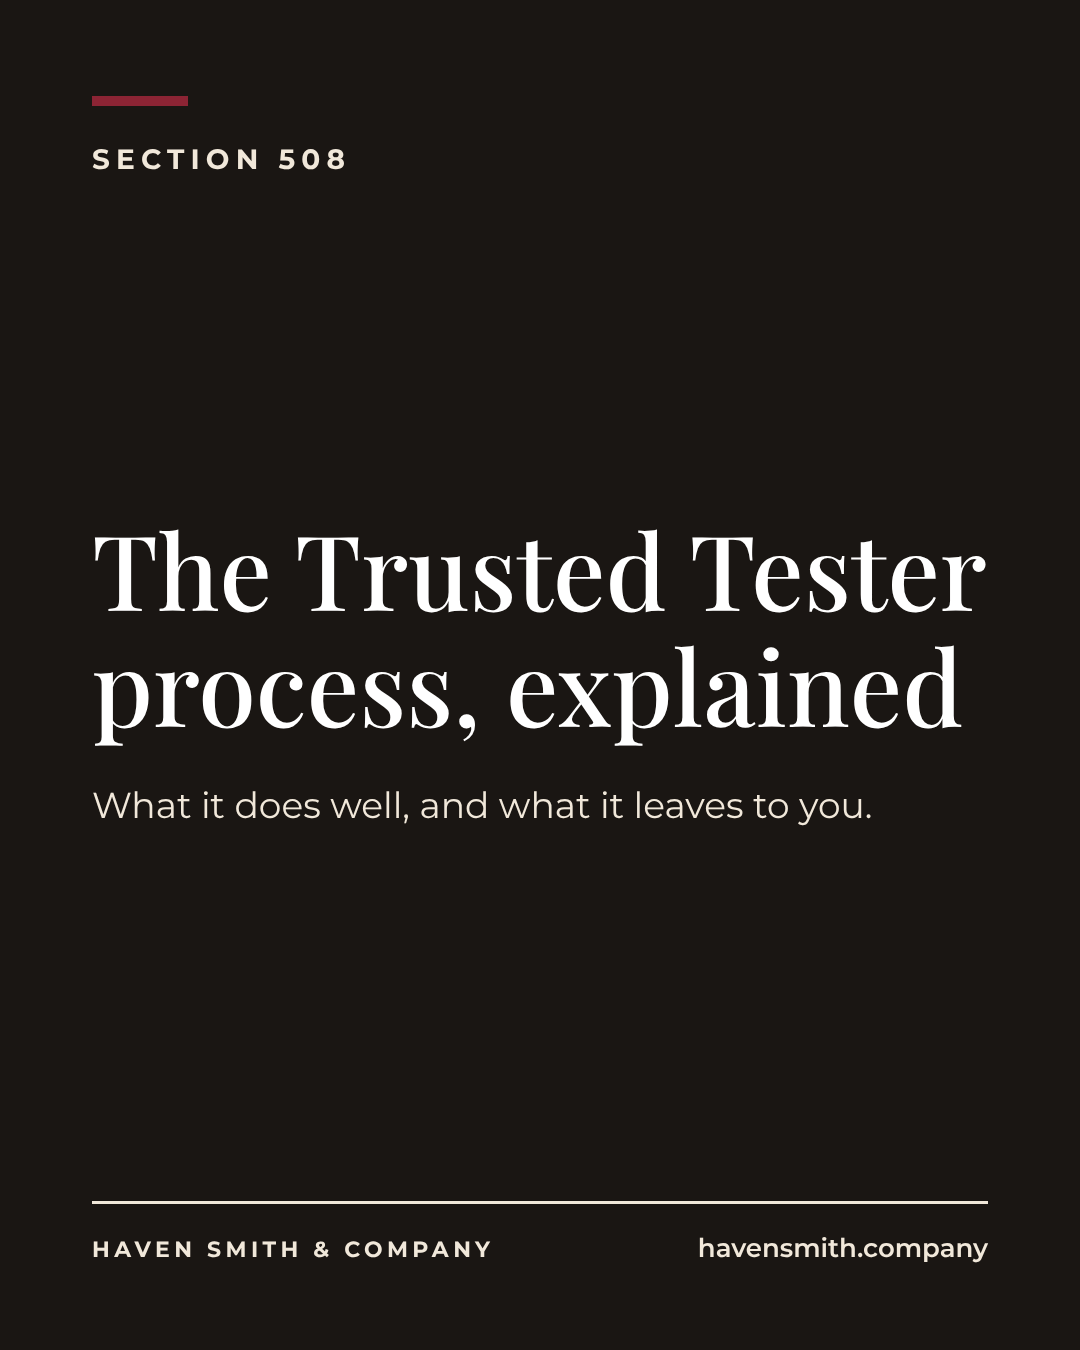 SECTION 508
The Trusted Tester
process, explained
What it does well, and what it leaves to you.
HAVEN SMITH & COMPANY
havensmith.company